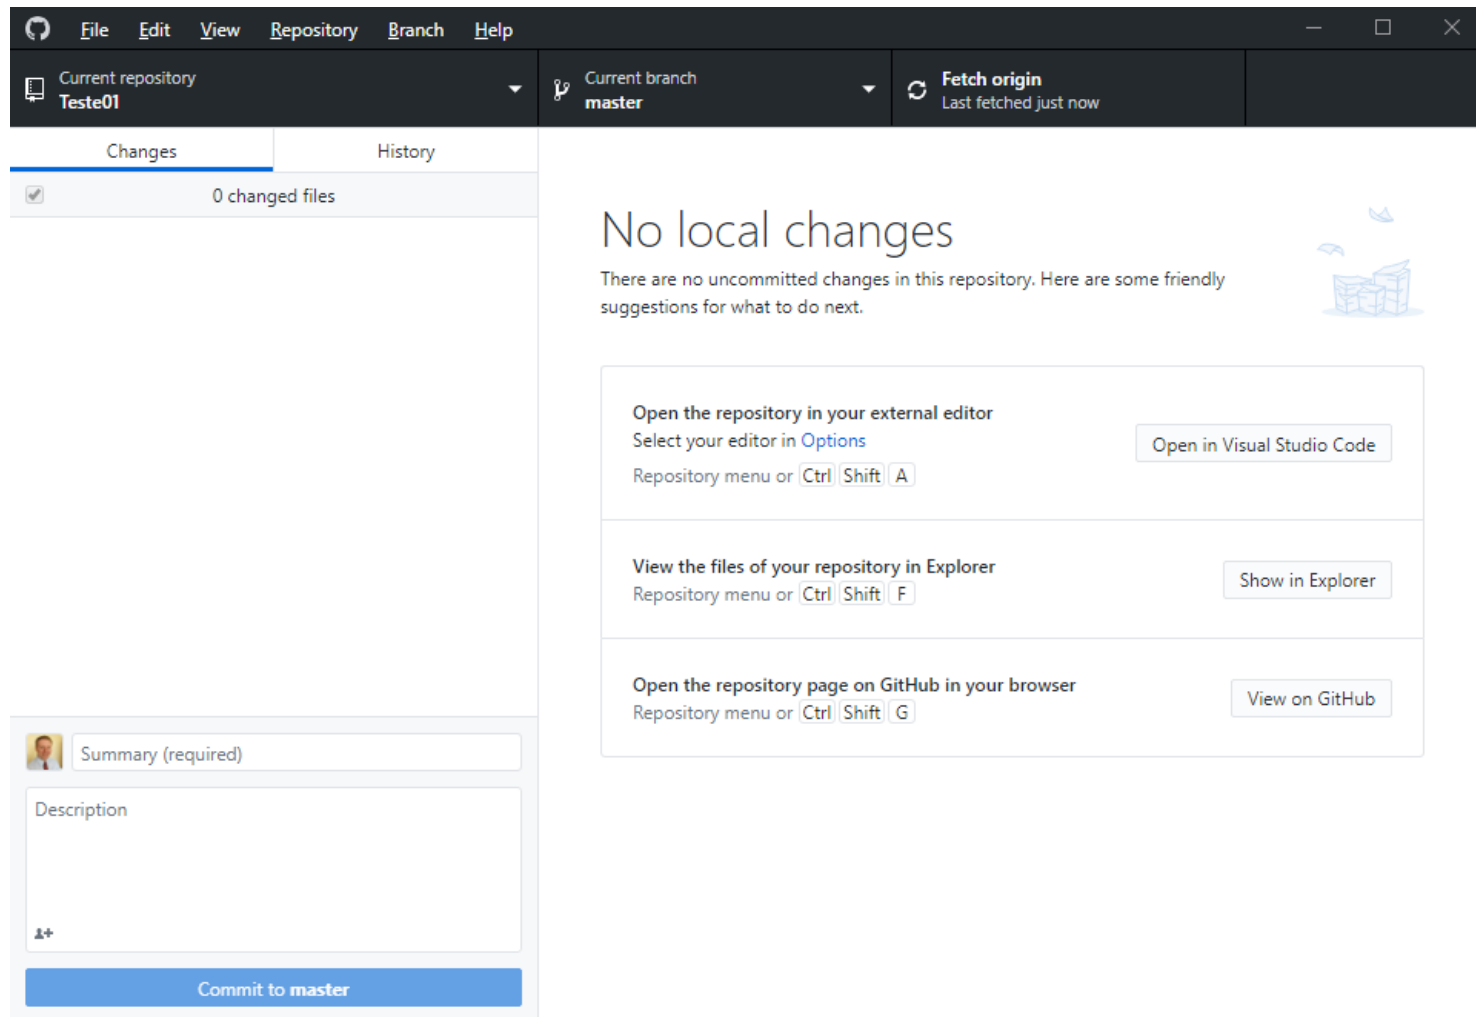 File Edit View Repository Branch Help
Current repository
Teste01
Current branch
master
Fetch origin
Last fetched just now
Changes
History
0 changed files
No local changes
There are no uncommitted changes in this repository. Here are some friendly
suggestions for what to do next.
Open the repository in your external editor
Select your editor in Options
Repository menu or Ctrl Shift A
Open in Visual Studio Code
View the files of your repository in Explorer
Repository menu or Ctrl Shift F
Show in Explorer
Open the repository page on GitHub in your browser
Repository menu or Ctrl Shift G
View on GitHub
Summary (required)
Description
Commit to master